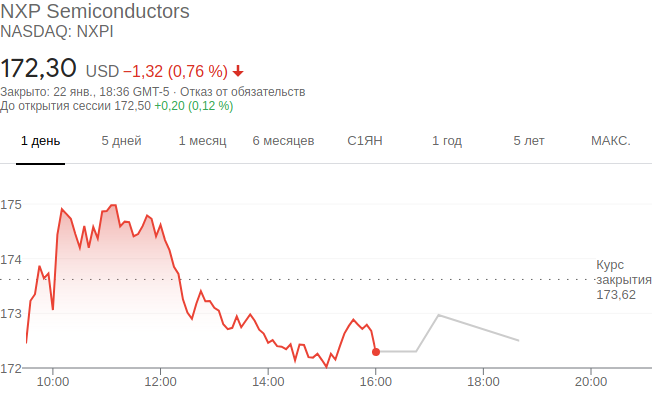 NXP Semiconductors
NASDAQ: NXPI
172,30 USD −1,32 (0,76 %)
Закрыто: 22 янв., 18:36 GMT-5 · Отказ от обязательств
До открытия сессии 172,50 +0,20 (0,12 %)
1 день 5 дней 1 месяц 6 месяцев С1ЯН 1 год 5 лет МАКС.
175
174
Курс
закрытия
173,62
173
172
10:00 12:00 14:00 16:00 18:00 20:00